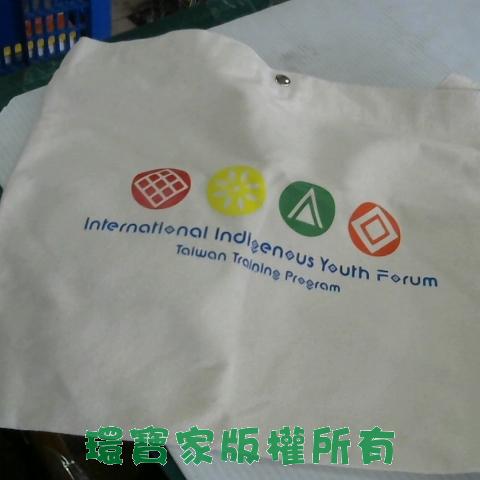 International Indigenous Youth Forum
Taiwan Training Program
環寶家版權所有